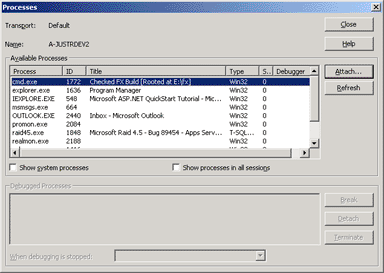 Processes
Transport: Default
Close
Name: A-JUSTRDEV2
Help
Available Processes
Process ID Title Type S.. Debugger
Attach...
cmd.exe 1772 Checked FX Build [Rooted at E:\fx] Win32 0
explorer.exe 1636 Program Manager Win32 0
Refresh
IEXPLORE.EXE 548 Microsoft ASP.NET QuickStart Tutorial - Mic... Win32 0
msmsgs.exe 664 Win32 0
OUTLOOK.EXE 2440 Inbox - Microsoft Outlook Win32 0
promon.exe 2084 Win32 0
raid45.exe 1848 Microsoft Raid 4.5 - Bug 89454 - Apps Serv... T-SQL... 0
realmon.exe 2188 Win32 0
Show system processes
Show processes in all sessions
Debugged Processes
Break
Detach
Terminate
When debugging is stopped: